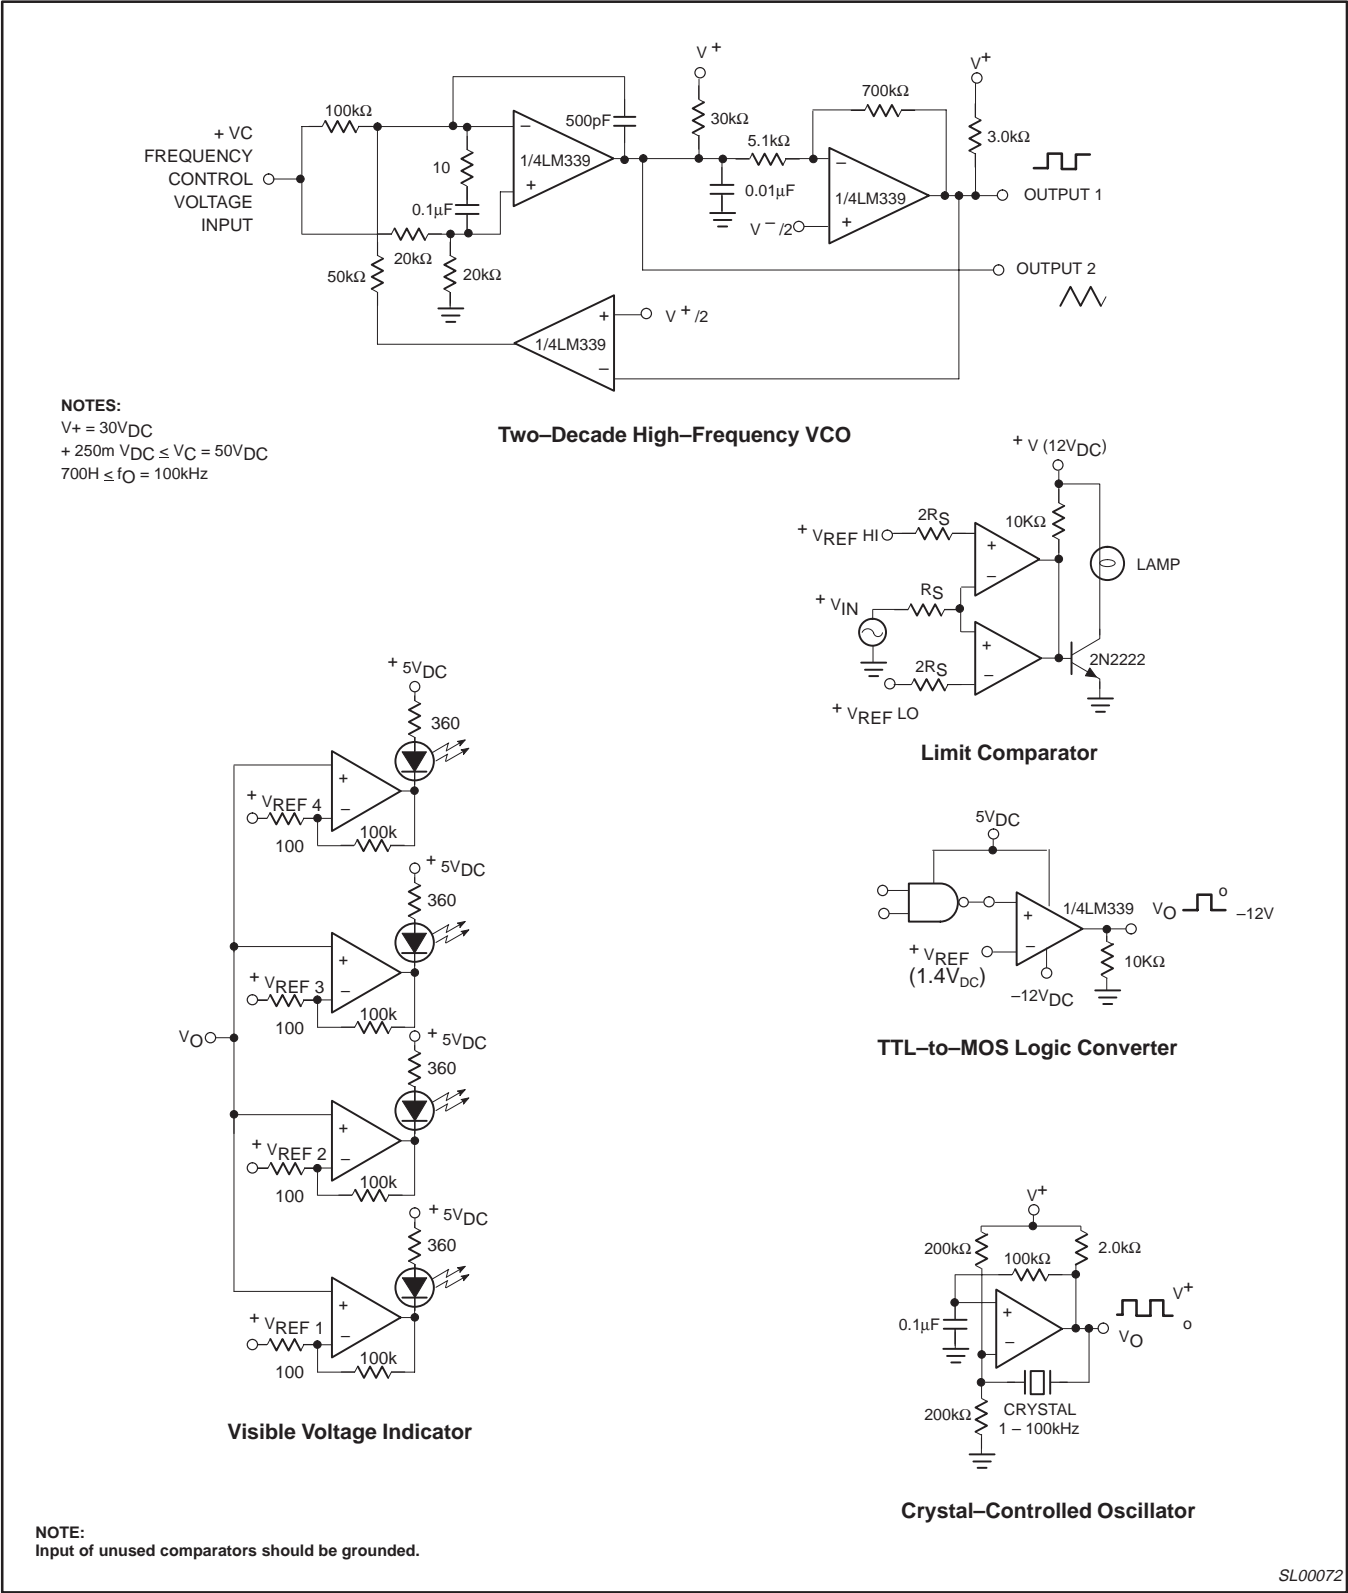 V+
V+
100kΩ
700kΩ
500pF
30kΩ
3.0kΩ
+ VC
FREQUENCY
CONTROL
VOLTAGE
INPUT
10
–
1/4LM339
+
5.1kΩ
–
1/4LM339
+
OUTPUT 1
0.1µF
0.01µF
V–/2
20kΩ
50kΩ
20kΩ
OUTPUT 2
+
1/4LM339
–
V+/2
NOTES:
V+ = 30VDC
+ 250m VDC ≤ VC = 50VDC
700H ≤ fO = 100kHz
Two–Decade High–Frequency VCO
+ V (12VDC)
2RS
10KΩ
+ VREF HI
+
–
LAMP
RS
+ VIN
+
–
2N2222
2RS
+ VREF LO
Limit Comparator
+ 5VDC
360
+
–
+ VREF 4
100
100k
+ 5VDC
360
+
–
+ VREF 3
100
100k
VO
+ 5VDC
360
+
–
+ VREF 2
100
100k
+ 5VDC
360
+
–
+ VREF 1
100
100k
Visible Voltage Indicator
5VDC
+
–
1/4LM339
VO
o
–12V
+ VREF
(1.4VDC)
10KΩ
–12VDC
TTL–to–MOS Logic Converter
V+
200kΩ
100kΩ
2.0kΩ
+
–
0.1µF
V+
o
VO
200kΩ
CRYSTAL
1 – 100kHz
Crystal–Controlled Oscillator
NOTE:
Input of unused comparators should be grounded.
SL00072